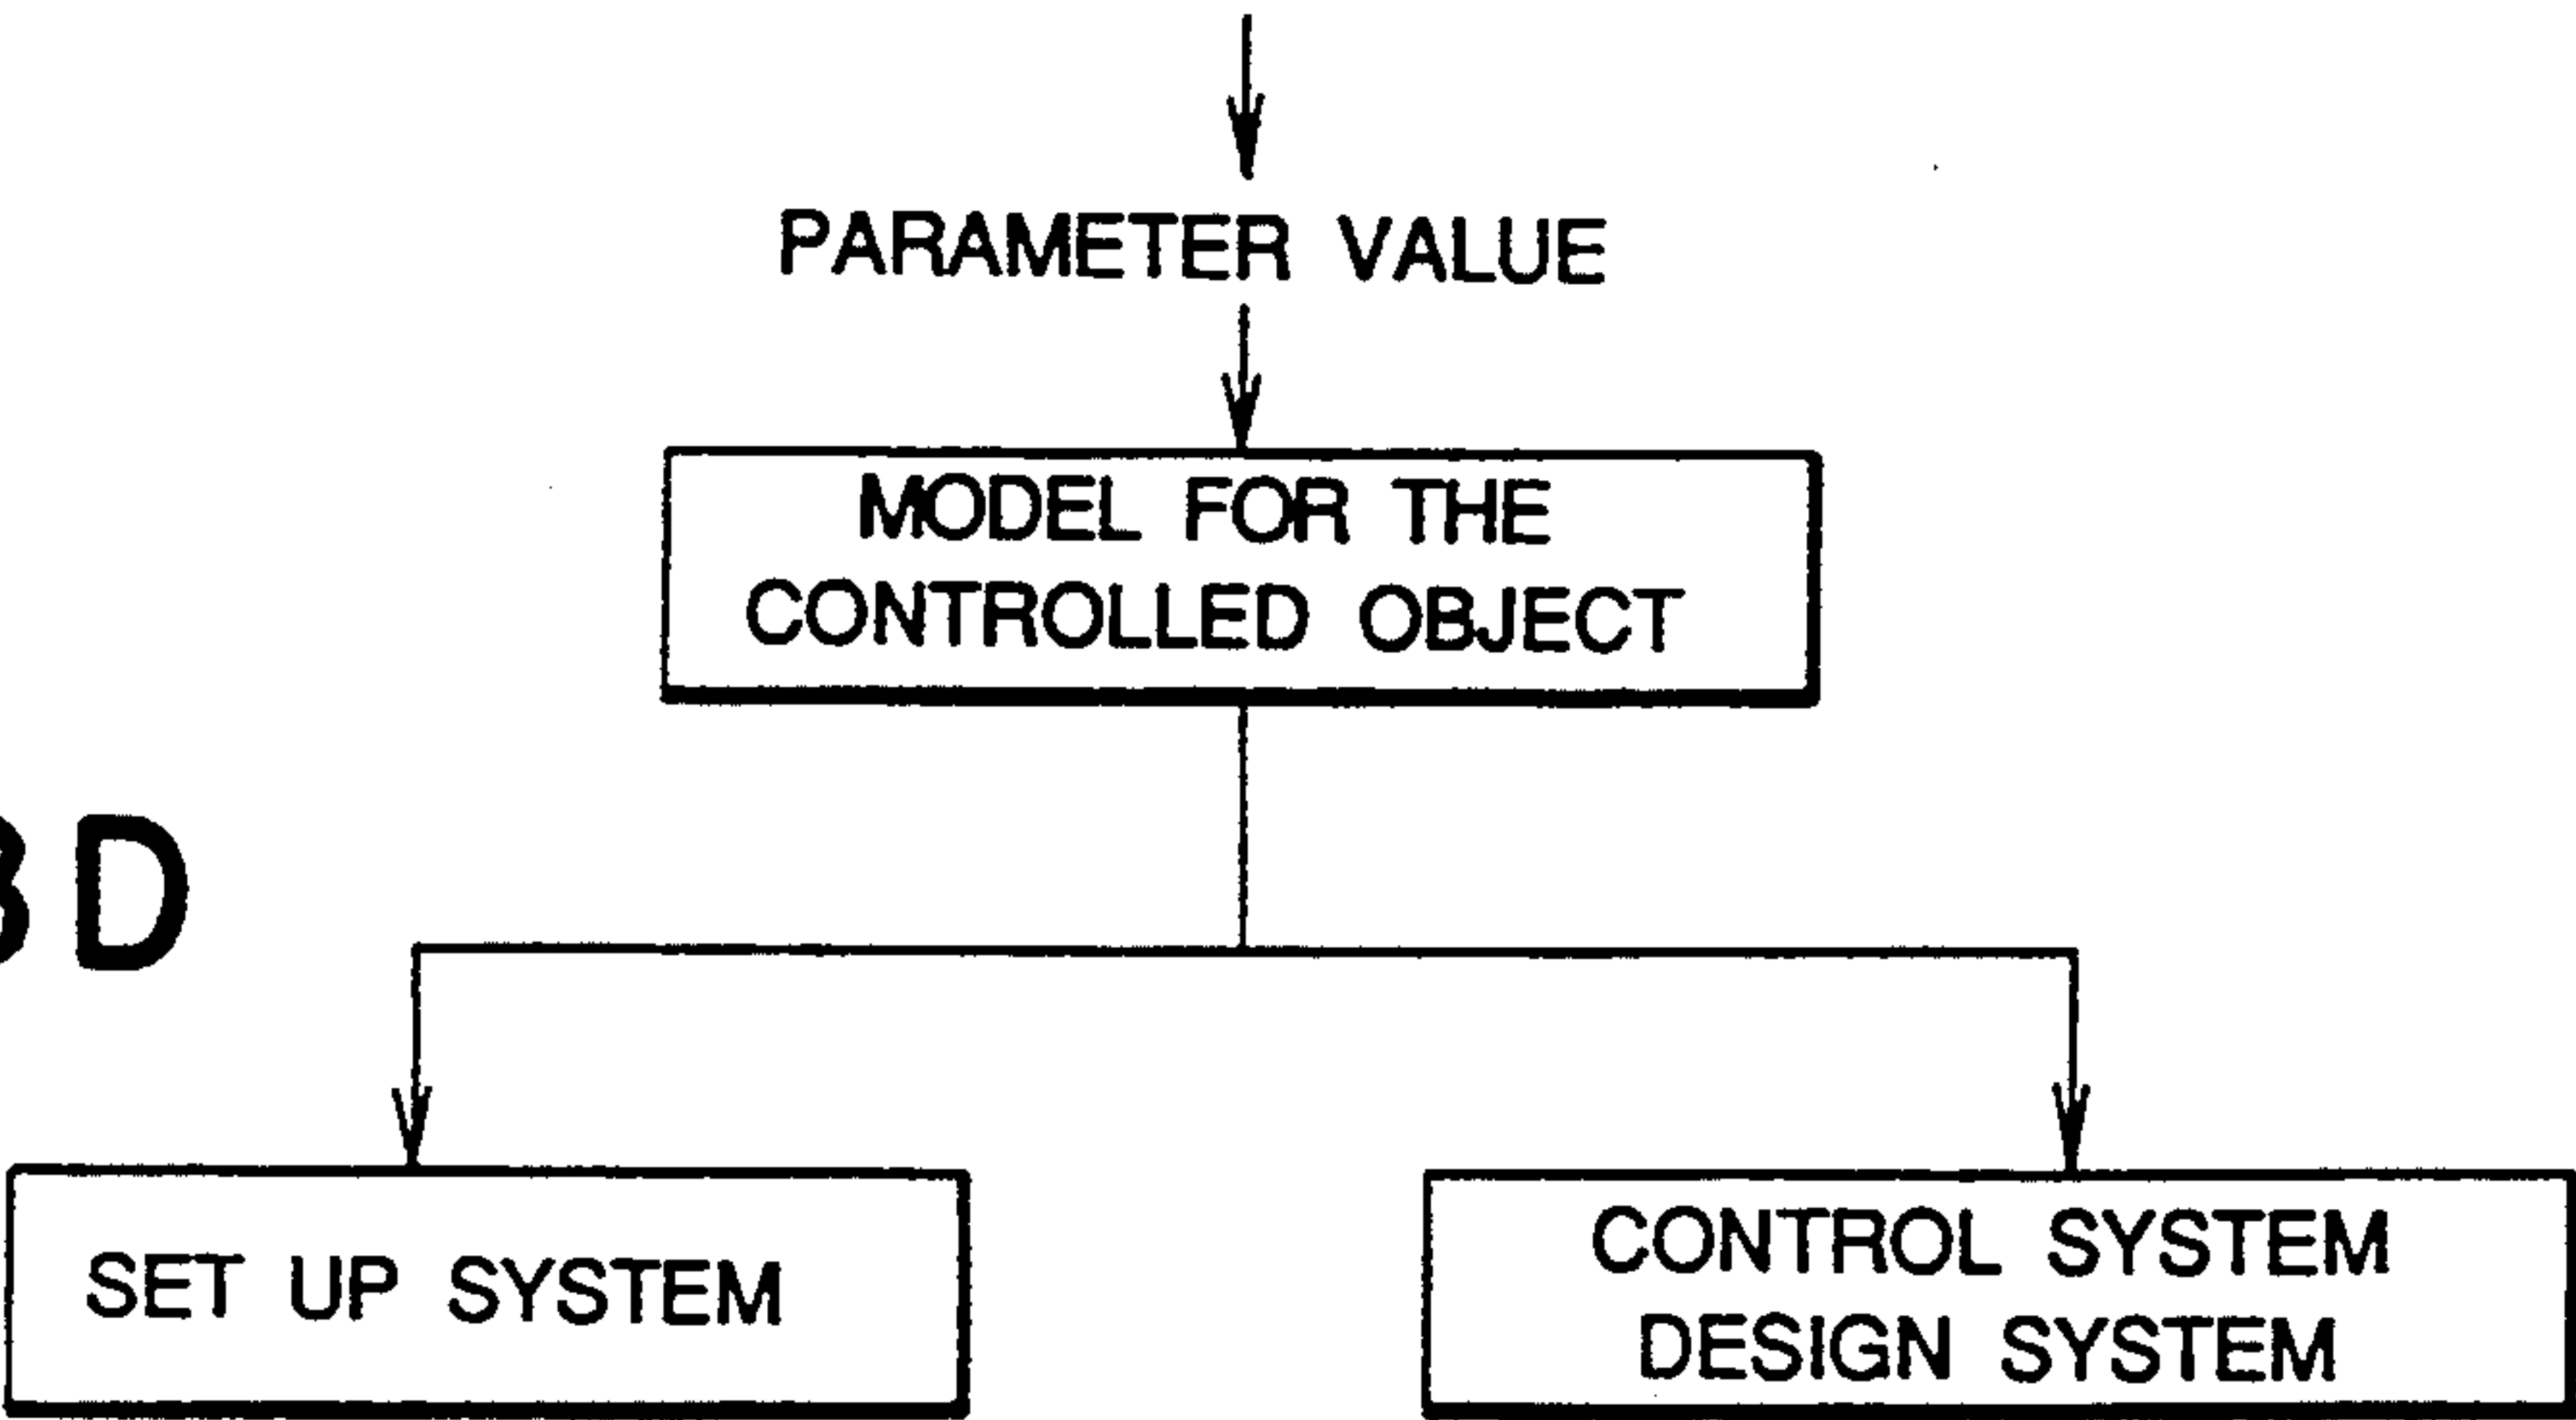 PARAMETER VALUE
MODEL FOR THE
CONTROLLED OBJECT
D
SET UP SYSTEM
CONTROL SYSTEM
DESIGN SYSTEM